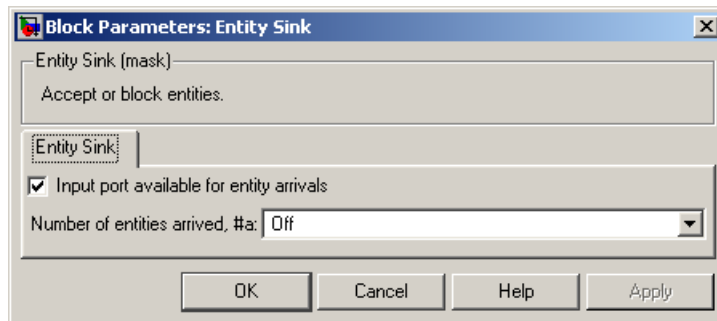 Block Parameters: Entity Sink
Entity Sink (mask)
Accept or block entities.
Entity Sink
Input port available for entity arrivals
Number of entities arrived, #a: Off
OK Cancel Help Apply